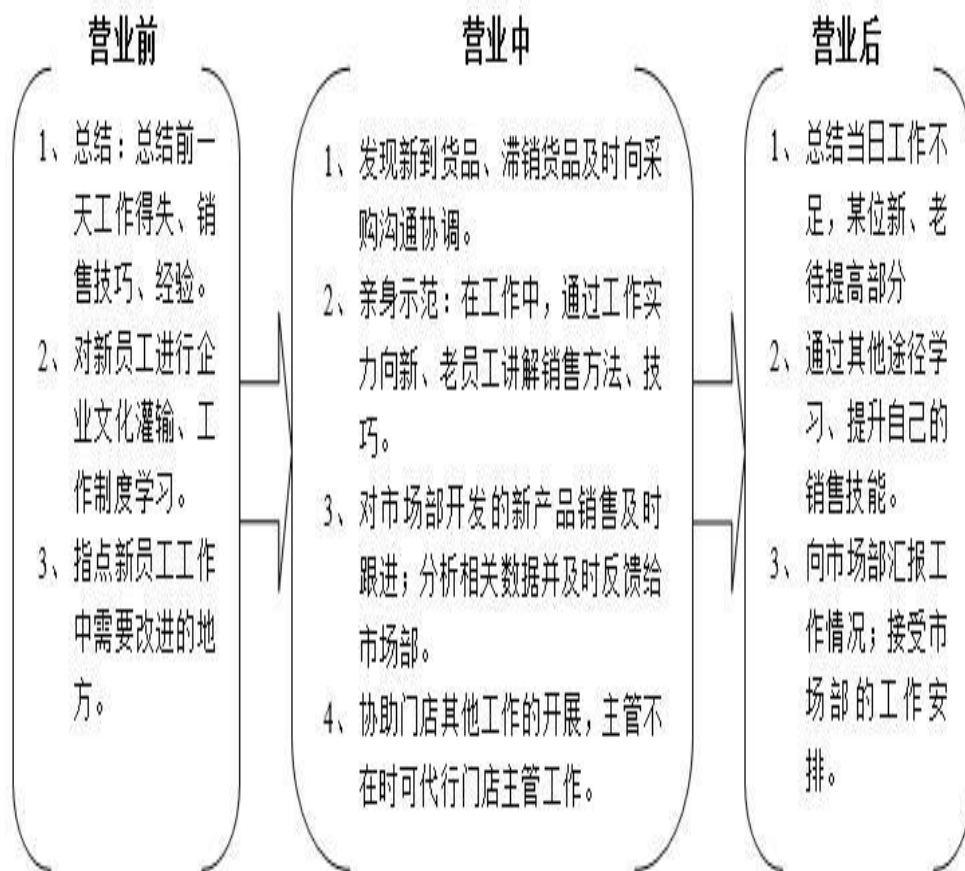 营业前
1、总结：总结前一
天工作得失、销
售技巧、经验。
2、对新员工进行企
业文化灌输、工
作制度学习。
3、指点新员工工作
中需要改进的地
方。
营业中
1、发现新到货品、滞销货品及时向采
购沟通协调。
2、亲身示范：在工作中，通过工作实
力向新、老员工讲解销售方法、技
巧。
3、对市场部开发的新产品销售及时
跟进；分析相关数据并及时反馈给
市场部。
4、协助门店其他工作的开展，主管不
在时可代行门店主管工作。
营业后
1、总结当日工作不
足，某位新、老
待提高部分
2、通过其他途径学
习、提升自己的
销售技能。
3、向市场部汇报工
作情况；接受市
场部的工作安
排。